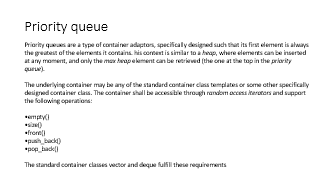 Priority queue
Priority queues are a type of container adaptors, specifically designed such that its first element is always
the greatest of the elements it contains. his context is similar to a heap, where elements can be inserted
at any moment, and only the max heap element can be retrieved (the one at the top in the priority
queue).
The underlying container may be any of the standard container class templates or some other specifically
designed container class. The container shall be accessible through random access iterators and support
the following operations:
•empty()
•size()
•front()
•push_back()
•pop_back()
The standard container classes vector and deque fulfill these requirements